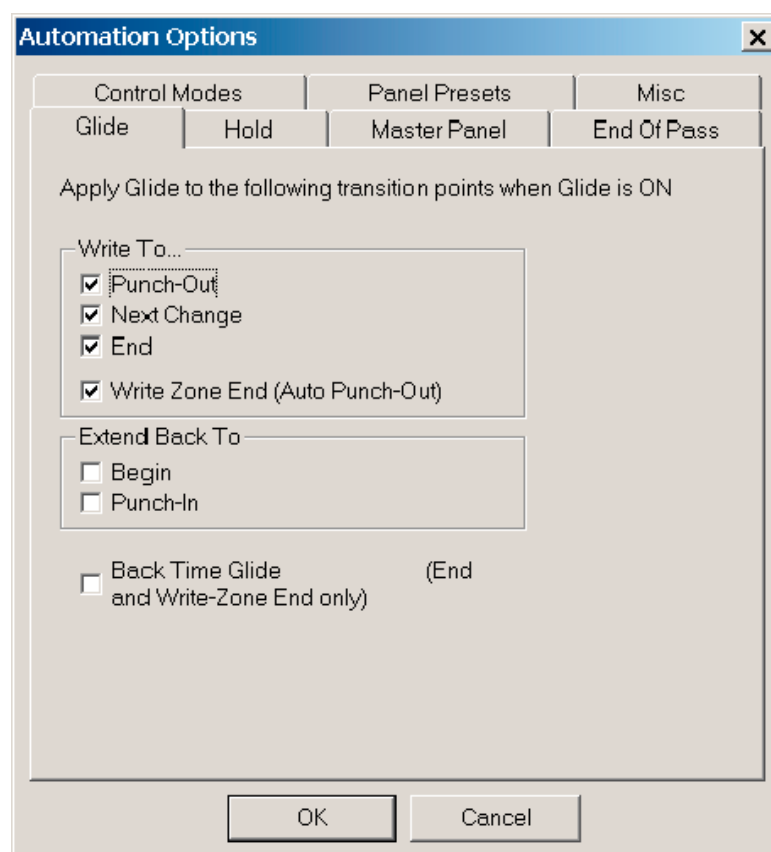 Automation Options
Control Modes
Panel Presets
Misc
Glide
Hold
Master Panel
End Of Pass
Apply Glide to the following transition points when Glide is ON
Write To...
Punch-Out
Next Change
End
Write Zone End (Auto Punch-Out)
Extend Back To
Begin
Punch-In
Back Time Glide (End
and Write-Zone End only)
OK
Cancel